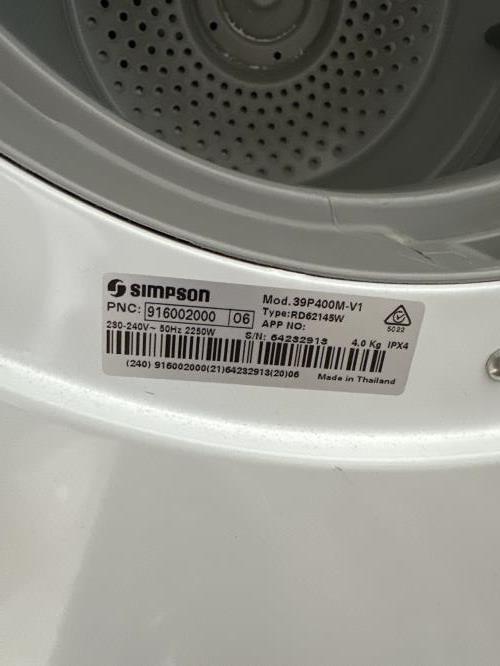 SIMPSON
Mod.39P400M-V1
PNC: 916002000 06
Type:RD62145W
APP NO:
5022
230-240V~ 50Hz 2250W
S/N: 64232913
4.0 Kg IPX4
(240) 916002000(21)64232913(20)06
Made in Thailand